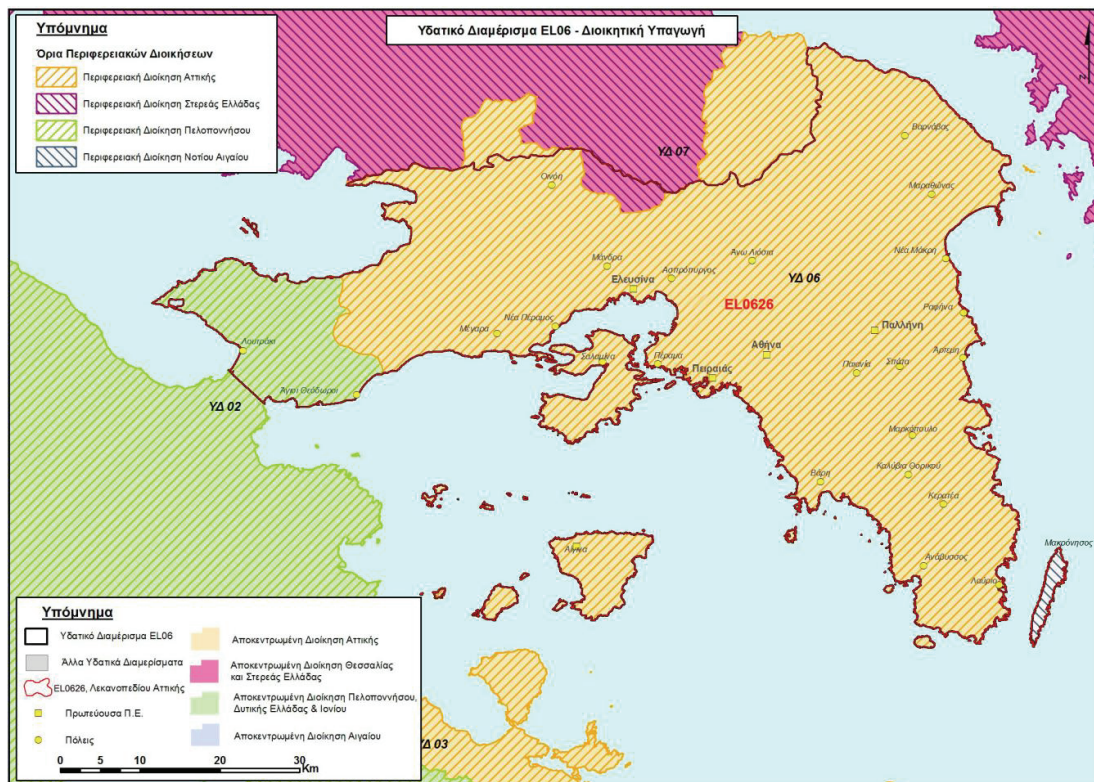 Υδατικό Διαμέρισμα EL06 - Διοικητική Υπαγωγή
Υπόμνημα
Όρια Περιφερειακών Διοικήσεων
Περιφερειακή Διοίκηση Αττικής
Περιφερειακή Διοίκηση Στερεάς Ελλάδας
Περιφερειακή Διοίκηση Πελοποννήσου
Περιφερειακή Διοίκηση Νοτίου Αιγαίου
Z
Βαρνάβας
ΥΔ 07
Οινόη
Μαραθώνας
Νέα Μάκρη
Μάνδρα
Άνω Λιόσια
Ασπρόπυργος
ΥΔ 06
Ελευσίνα
EL0626
Ραφήνα
Νέα Πέραμος
Μέγαρα
Παλλήνη
Λουτράκι
Σαλαμίνα
Πέραμα
Αθήνα
Άρτεμη
Πειραιάς
Παιανία
Σπάτα
Άγιοι Θεόδωροι
ΥΔ 02
Μαρκόπουλο
Βάρη
Καλύβια Θορικού
Κερατέα
Αίγινα
Μακρόνησος
Ανάβυσσος
Λαύριο
Υπόμνημα
Υδατικό Διαμέρισμα EL06
Άλλα Υδατικά Διαμερίσματα
EL0626, Λεκανοπεδίου Αττικής
Πρωτεύουσα Π.Ε.
Πόλεις
Αποκεντρωμένη Διοίκηση Αττικής
Αποκεντρωμένη Διοίκηση Θεσσαλίας
και Στερεάς Ελλάδας
Αποκεντρωμένη Διοίκηση Πελοποννήσου,
Δυτικής Ελλάδας & Ιονίου
Αποκεντρωμένη Διοίκηση Αιγαίου
0 5 10 20 30
Km
ΥΔ 03